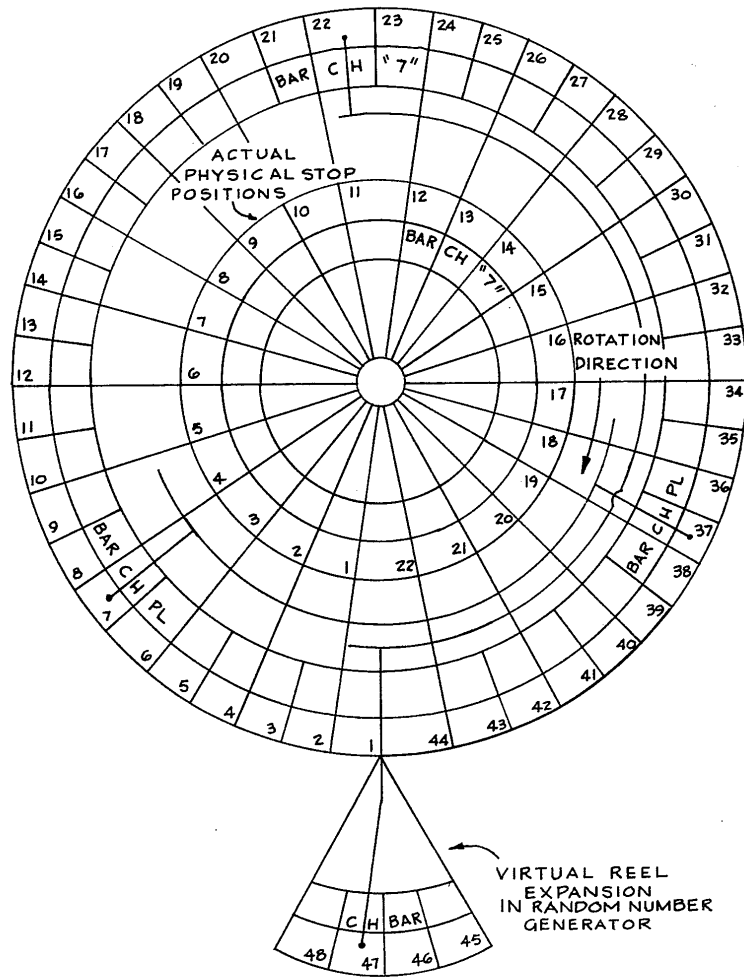 22 23
21 24
20 25
19 26
18 27
17 28
16 29
15 30
14 31
13 32
12 33
11 34
10 35
9 36
8 37
7 38
6 39
5 40
4 41
3 42
2 43
1 44
BAR C H "7"
ACTUAL
PHYSICAL STOP
POSITIONS
11 12
10 13
9 14
8 15
7 16
6 17
5 18
4 19
3 20
2 21
1 22
BAR CH "7"
ROTATION
DIRECTION
BAR C H PL
BAR C H PL
C H BAR
48 47 46 45
VIRTUAL REEL
EXPANSION
IN RANDOM NUMBER
GENERATOR